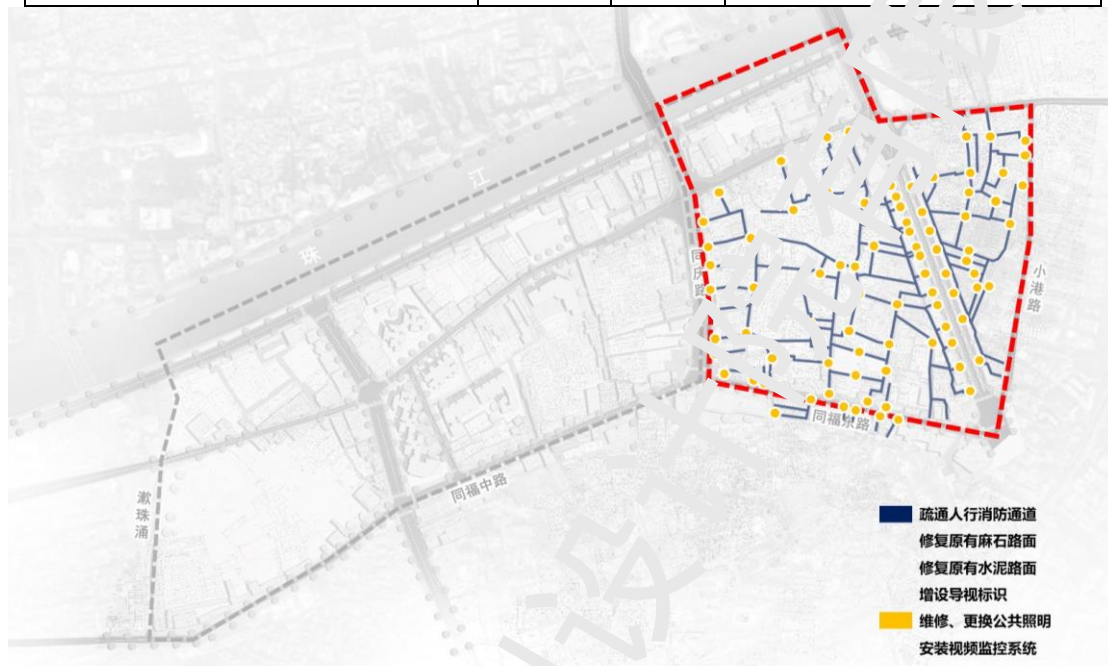 江
珠
同庆路
小港路
同福东路
同福中路
漱珠涌
疏通人行消防通道
修复原有麻石路面
修复原有水泥路面
增设导视标识
维修、更换公共照明
安装视频监控系统